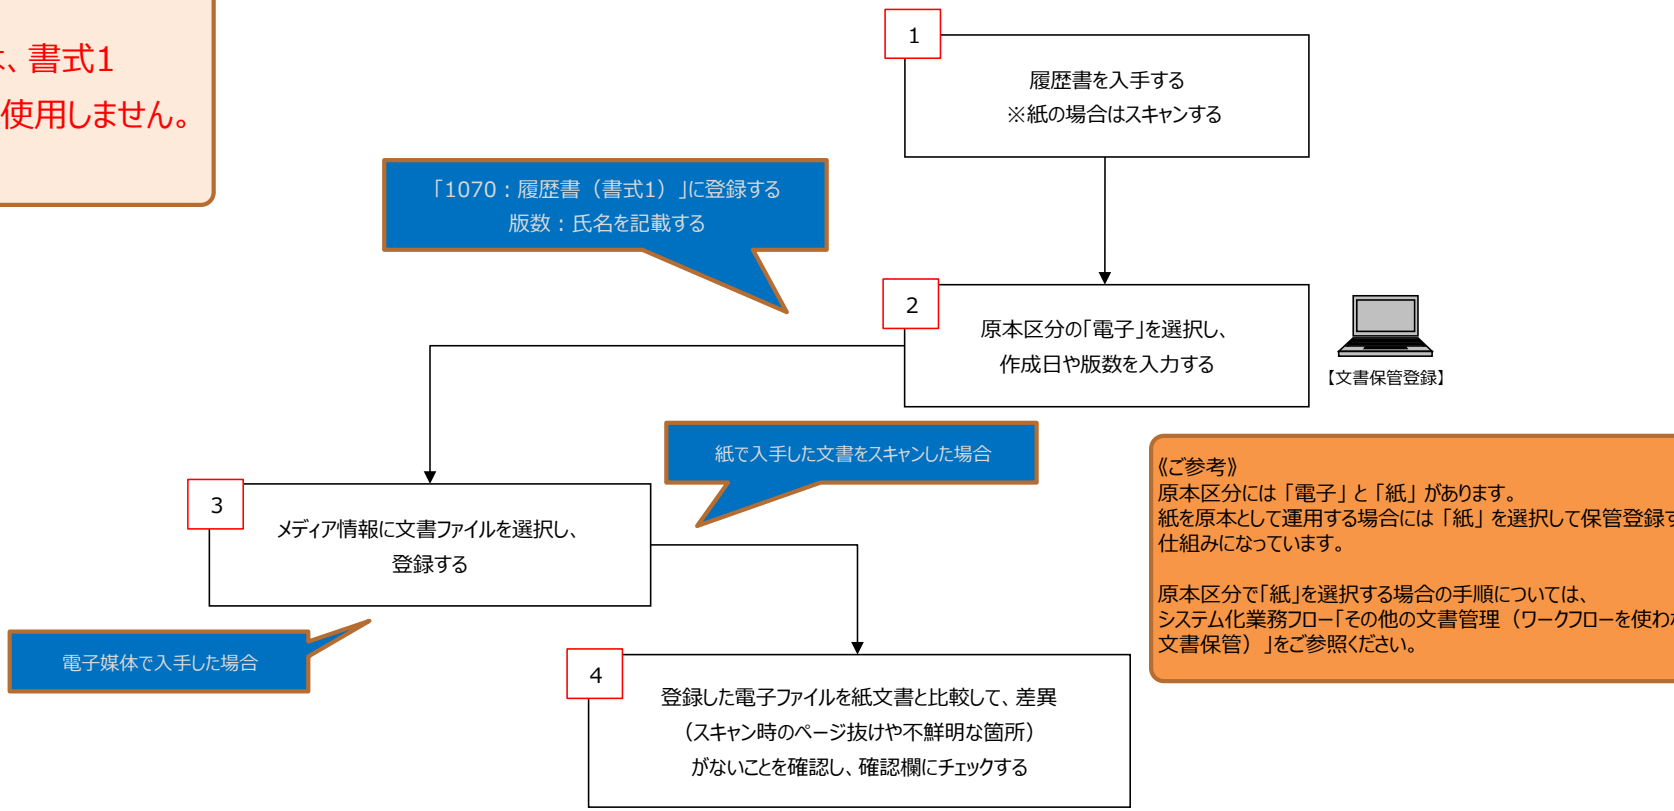 、書式1
使用しません。
1
履歴書を入手する
※紙の場合はスキャンする
「1070：履歴書（書式1）」に登録する
版数：氏名を記載する
2
原本区分の「電子」を選択し、
作成日や版数を入力する
【文書保管登録】
紙で入手した文書をスキャンした場合
3
メディア情報に文書ファイルを選択し、
登録する
電子媒体で入手した場合
4
登録した電子ファイルを紙文書と比較して、差異
（スキャン時のページ抜けや不鮮明な箇所）
がないことを確認し、確認欄にチェックする
《ご参考》
原本区分には「電子」と「紙」があります。
紙を原本として運用する場合には「紙」を選択して保管登録す
仕組みになっています。
原本区分で「紙」を選択する場合の手順については、
システム化業務フロー「その他の文書管理（ワークフローを使わ
文書保管）」をご参照ください。